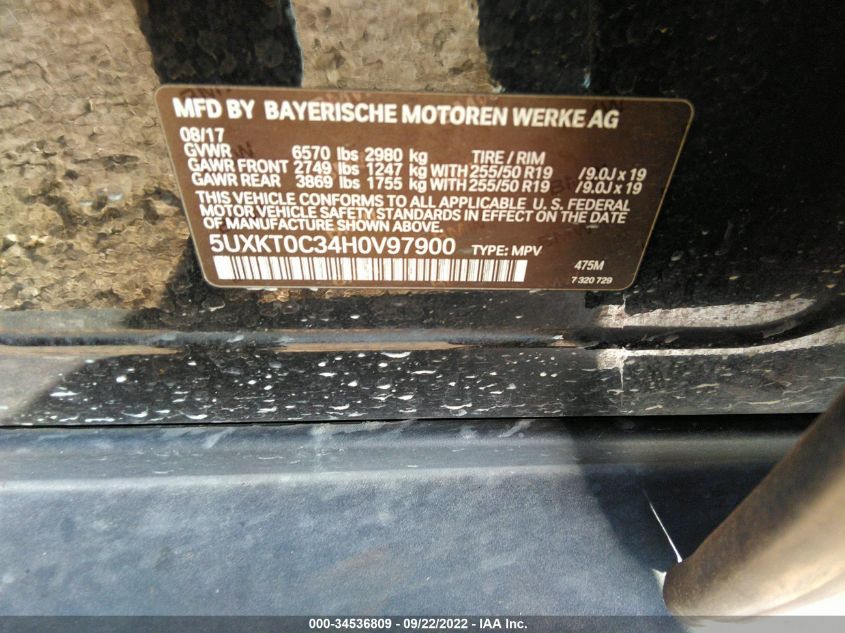 MFD BY BAYERISCHE MOTOREN WERKE AG
08/17
GVWR 6570 lbs 2980 kg TIRE / RIM
GAWR FRONT 2749 lbs 1247 kg WITH 255/50 R19 /9.0J x 19
GAWR REAR 3869 lbs 1755 kg WITH 255/50 R19 /9.0J x 19
THIS VEHICLE CONFORMS TO ALL APPLICABLE U. S. FEDERAL
MOTOR VEHICLE SAFETY STANDARDS IN EFFECT ON THE DATE
OF MANUFACTURE SHOWN ABOVE.
5UXKT0C34H0V97900 TYPE: MPV
475M
7 320 729
000-34536809 - 09/22/2022 - IAA Inc.